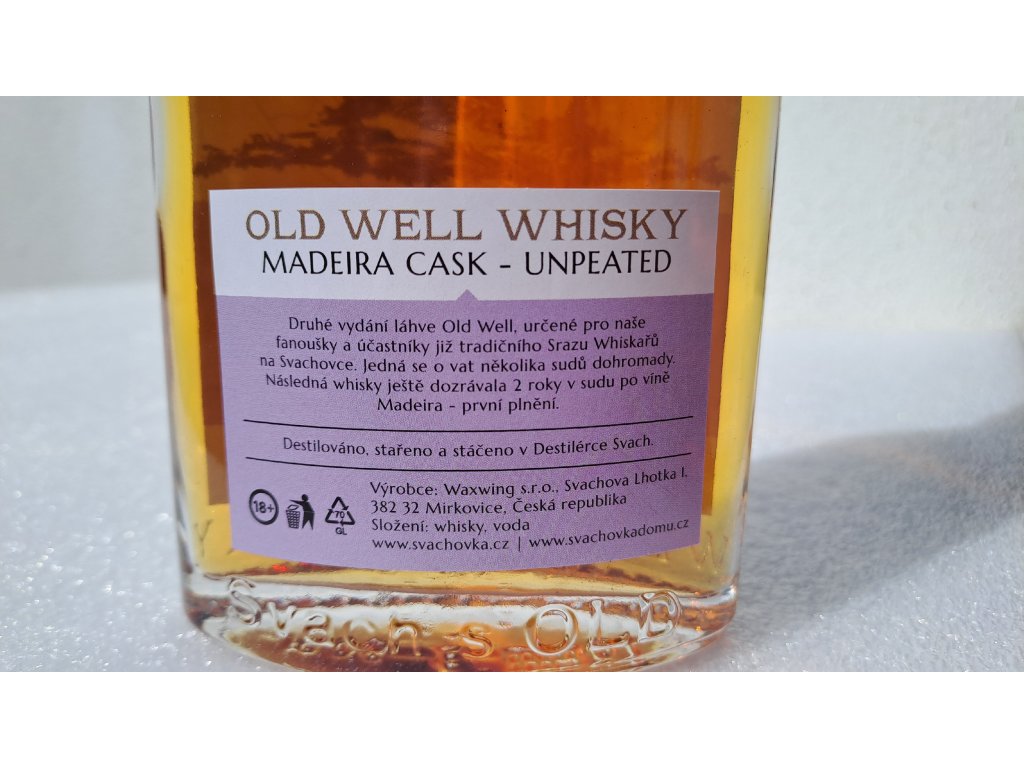 OLD WELL WHISKY
MADEIRA CASK - UNPEATED
Druhé vydání láhve Old Well, určené pro naše
fanoušky a účastníky již tradičního Srazu Whiskařů
na Svachovce. Jedná se o vat několika sudů dohromady.
Následná whisky ještě dozrávala 2 roky v sudu po víně
Madeira - první plnění.
Destilováno, stařeno a stáčeno v Destilérce Svach.
Výrobce: Waxwing s.r.o., Svachova Lhotka 1.
382 32 Mirkovice, Česká republika
Složení: whisky, voda
www.svachovka.cz | www.svachovkadomu.cz
18+
70
GL
Svach's OLD